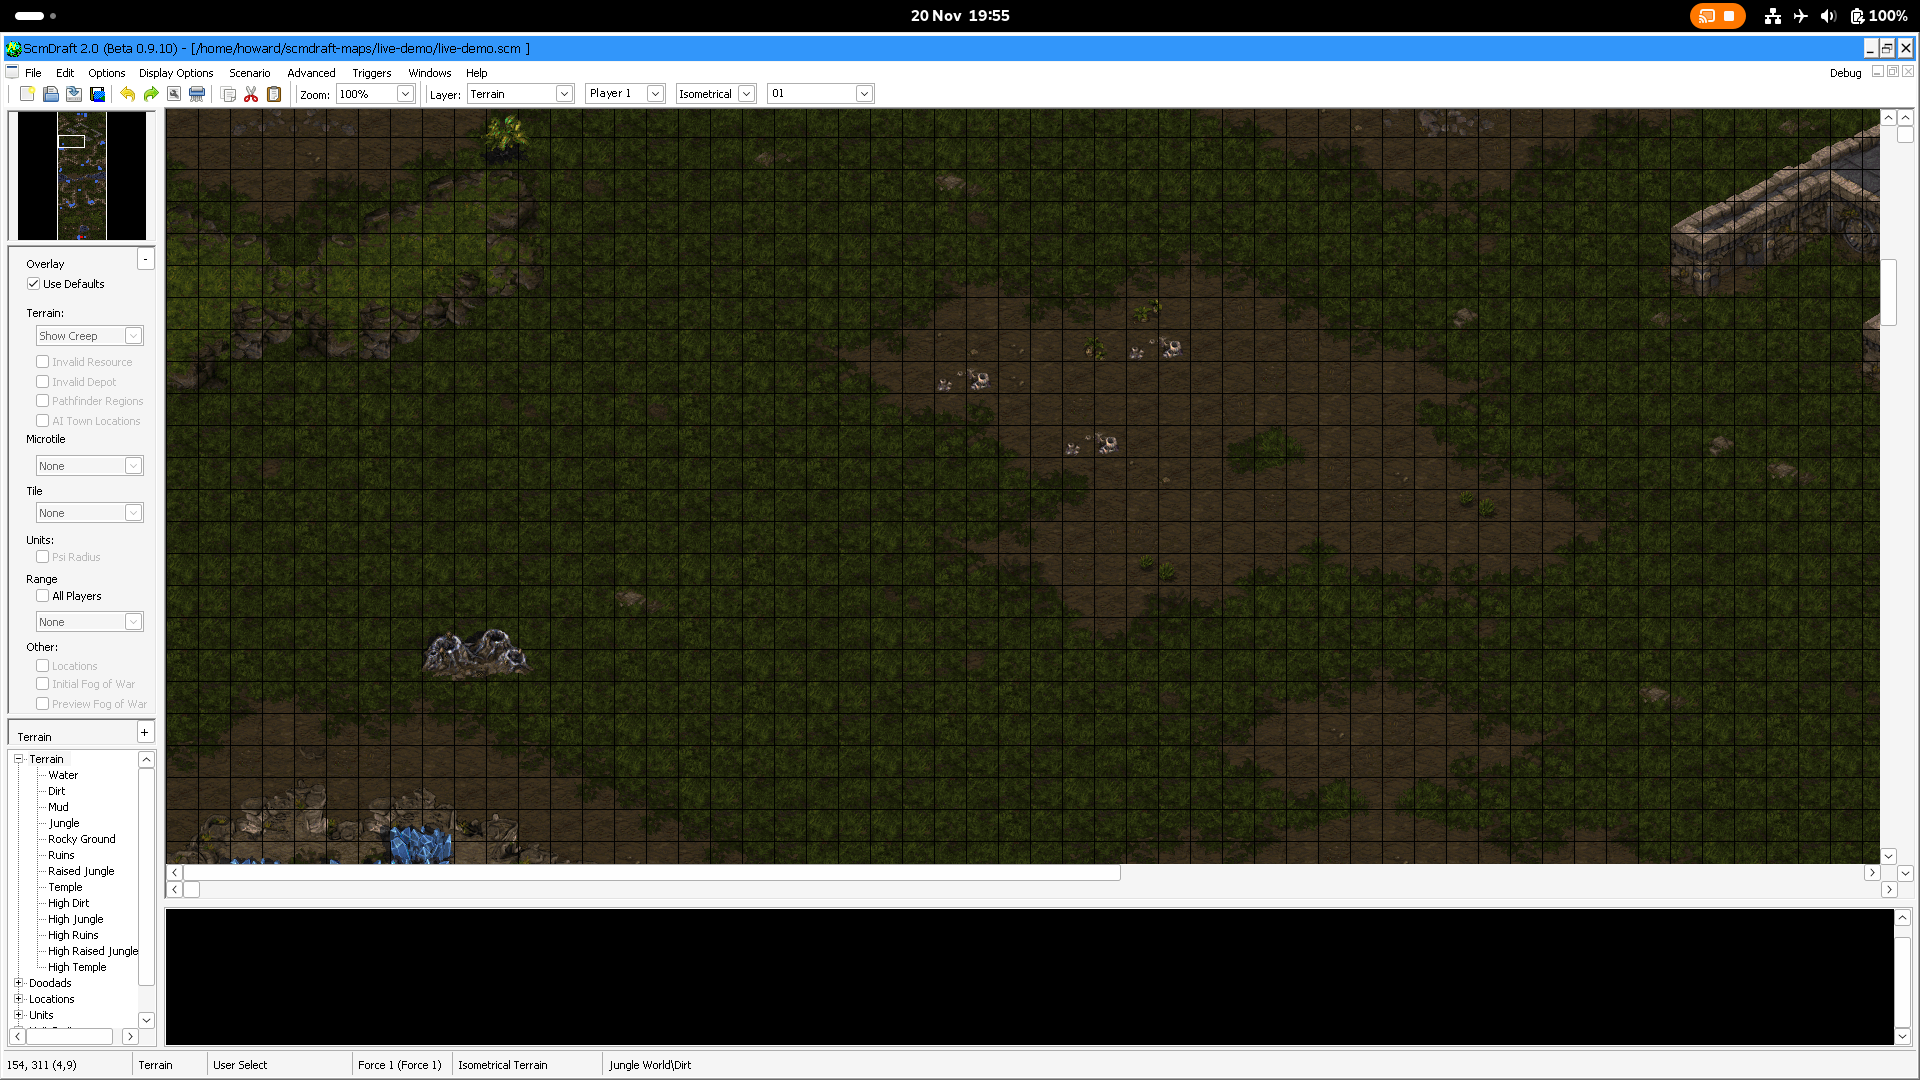 20 Nov 19:55
100%
ScmDraft 2.0 (Beta 0.9.10) - [/home/howard/scmdraft-maps/live-demo/live-demo.scm ]
File Edit Options Display Options Scenario Advanced Triggers Windows Help Debug
Zoom: 100% Layer: Terrain Player 1 Isometrical 01
Overlay
-
Use Defaults
Terrain:
Show Creep
Invalid Resource
Invalid Depot
Pathfinder Regions
AI Town Locations
Microtile
None
Tile
None
Units:
Psi Radius
Range
All Players
None
Other:
Locations
Initial Fog of War
Preview Fog of War
Terrain
+
Terrain
Water
Dirt
Mud
Jungle
Rocky Ground
Ruins
Raised Jungle
Temple
High Dirt
High Jungle
High Ruins
High Raised Jungle
High Temple
Doodads
Locations
Units
154, 311 (4,9) Terrain User Select Force 1 (Force 1) Isometrical Terrain Jungle World\Dirt